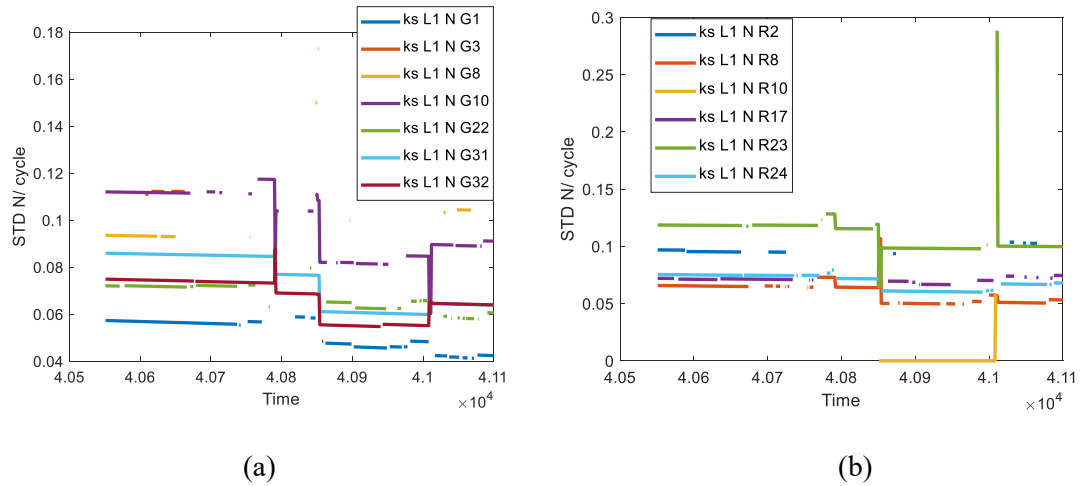 ks L1 N G1
ks L1 N G3
ks L1 N G8
ks L1 N G10
ks L1 N G22
ks L1 N G31
ks L1 N G32
0.18
0.16
0.14
0.12
0.1
0.08
0.06
0.04
STD N/ cycle
4.05 4.06 4.07 4.08 4.09 4.1 4.11
Time
×10^4
(a)
ks L1 N R2
ks L1 N R8
ks L1 N R10
ks L1 N R17
ks L1 N R23
ks L1 N R24
0.3
0.25
0.2
0.15
0.1
0.05
0
STD N/ cycle
4.05 4.06 4.07 4.08 4.09 4.1 4.11
Time
×10^4
(b)